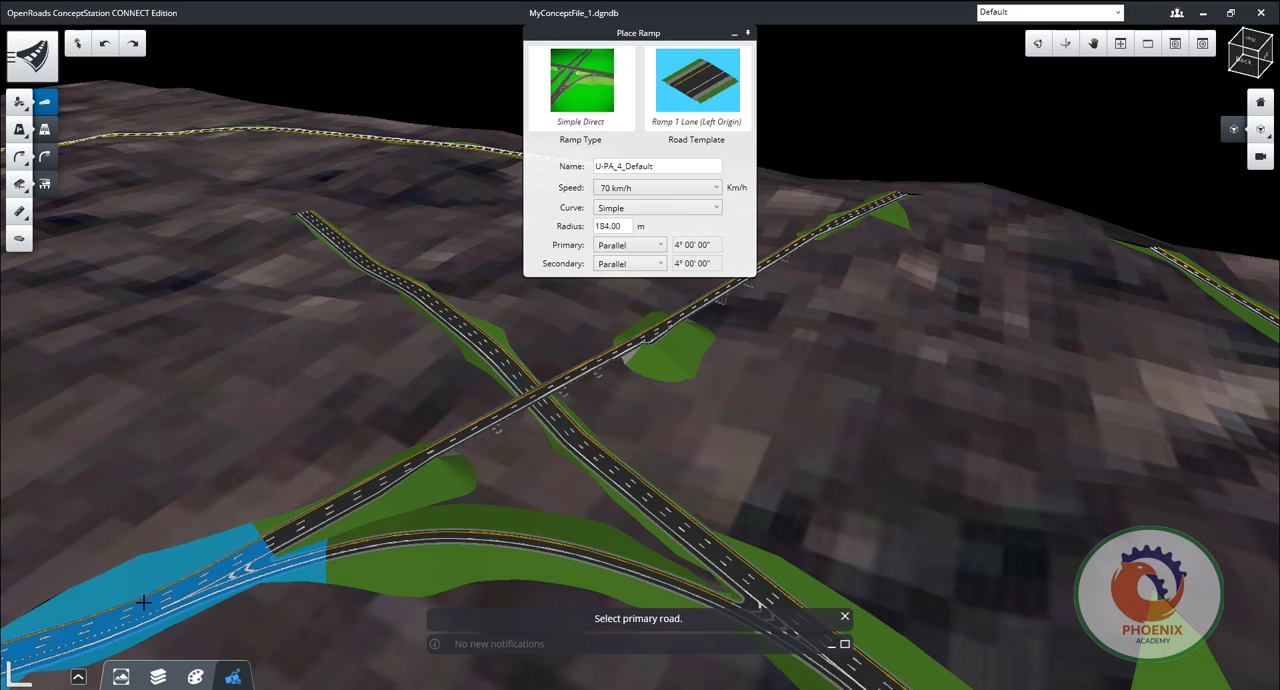 OpenRoads ConceptStation CONNECT Edition
MyConceptFile_1.dgndb
Default
Place Ramp
Simple Direct
Ramp 1 Lane (Left Origin)
Ramp Type
Road Template
Name: U-PA_4_Default
Speed: 70 km/h Km/h
Curve: Simple
Radius: 184.00 m
Primary: Parallel 4° 00' 00"
Secondary: Parallel 4° 00' 00"
Select primary road.
No new notifications
PHOENIX
ACADEMY